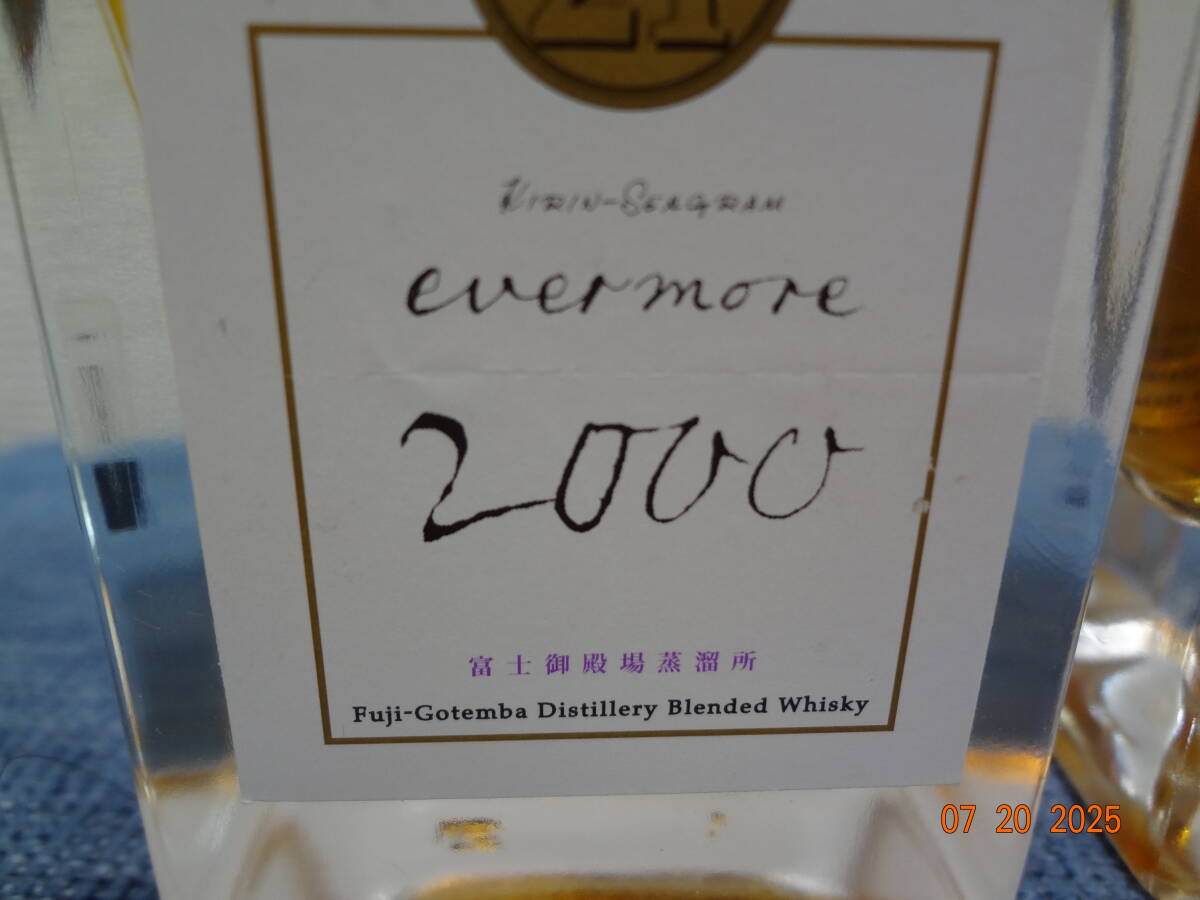 21
Kirin-Seagram
evermore
2000
富士御殿場蒸溜所
Fuji-Gotemba Distillery Blended Whisky
07 20 2025